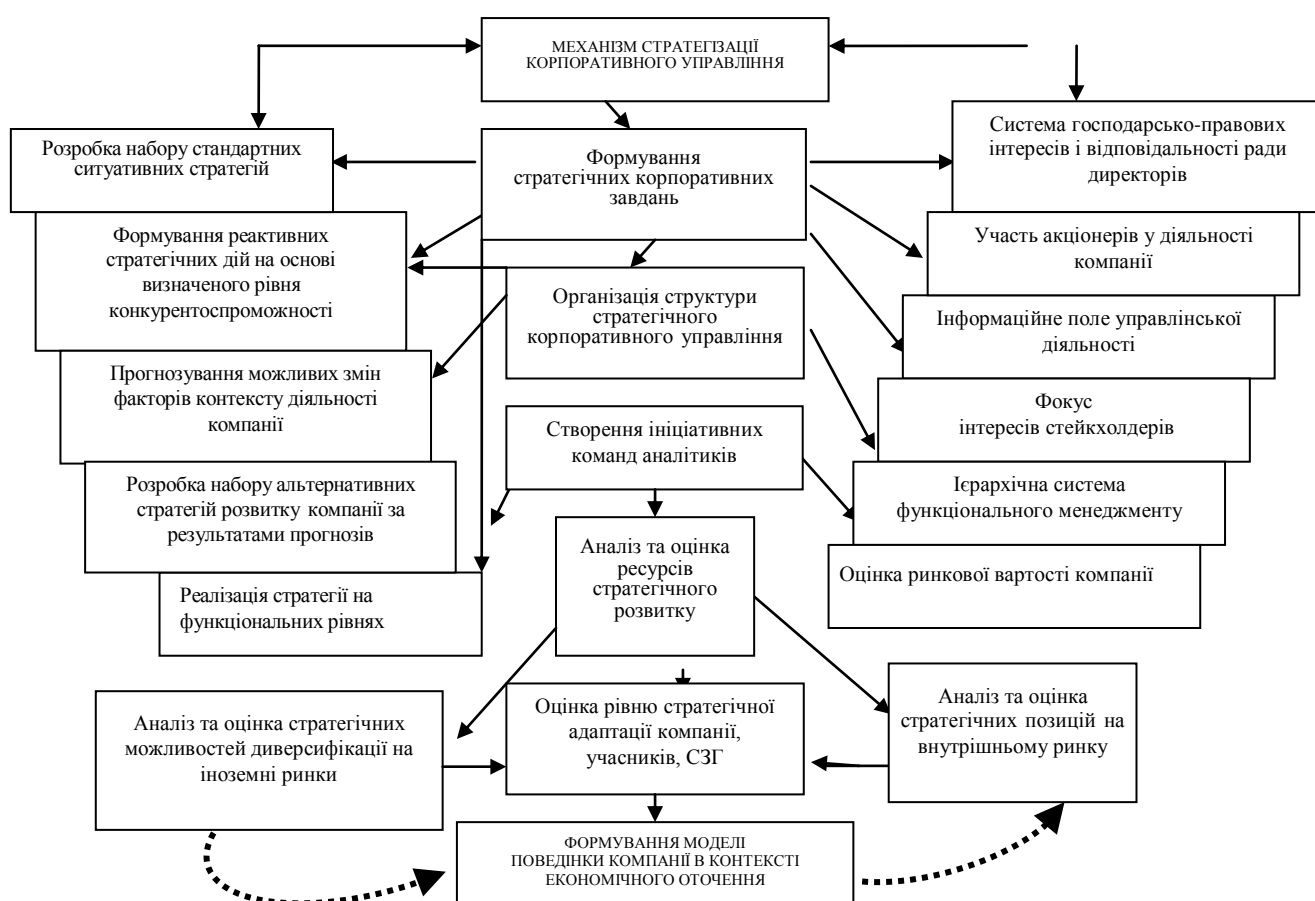 МЕХАНІЗМ СТРАТЕГІЗАЦІЇ
КОРПОРАТИВНОГО УПРАВЛІННЯ
Розробка набору стандартних
ситуативних стратегій
Формування
стратегічних корпоративних
завдань
Система господарсько-правових
інтересів і відповідальності ради
директорів
Формування реактивних
стратегічних дій на основі
визначеного рівня
конкурентоспроможності
Участь акціонерів у діяльності
компанії
Організація структури
стратегічного
корпоративного управління
Інформаційне поле управлінської
діяльності
Прогнозування можливих змін
факторів контексту діяльності
компанії
Фокус
інтересів стейкхолдерів
Створення ініціативних
команд аналітиків
Розробка набору альтернативних
стратегій розвитку компанії за
результатами прогнозів
Ієрархічна система
функціонального менеджменту
Аналіз та оцінка
ресурсів
стратегічного
розвитку
Оцінка ринкової вартості компанії
Реалізація стратегії на
функціональних рівнях
Аналіз та оцінка стратегічних
можливостей диверсифікації на
іноземні ринки
Оцінка рівню стратегічної
адаптації компанії,
учасників, СЗГ
Аналіз та оцінка
стратегічних позицій на
внутрішньому ринку
ФОРМУВАННЯ МОДЕЛІ
ПОВЕДІНКИ КОМПАНІЇ В КОНТЕКСТІ
ЕКОНОМІЧНОГО ОТОЧЕННЯ